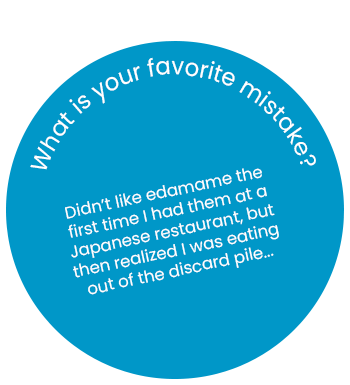 What is your favorite mistake?
Didn’t like edamame the
first time I had them at a
Japanese restaurant, but
then realized I was eating
out of the discard pile...